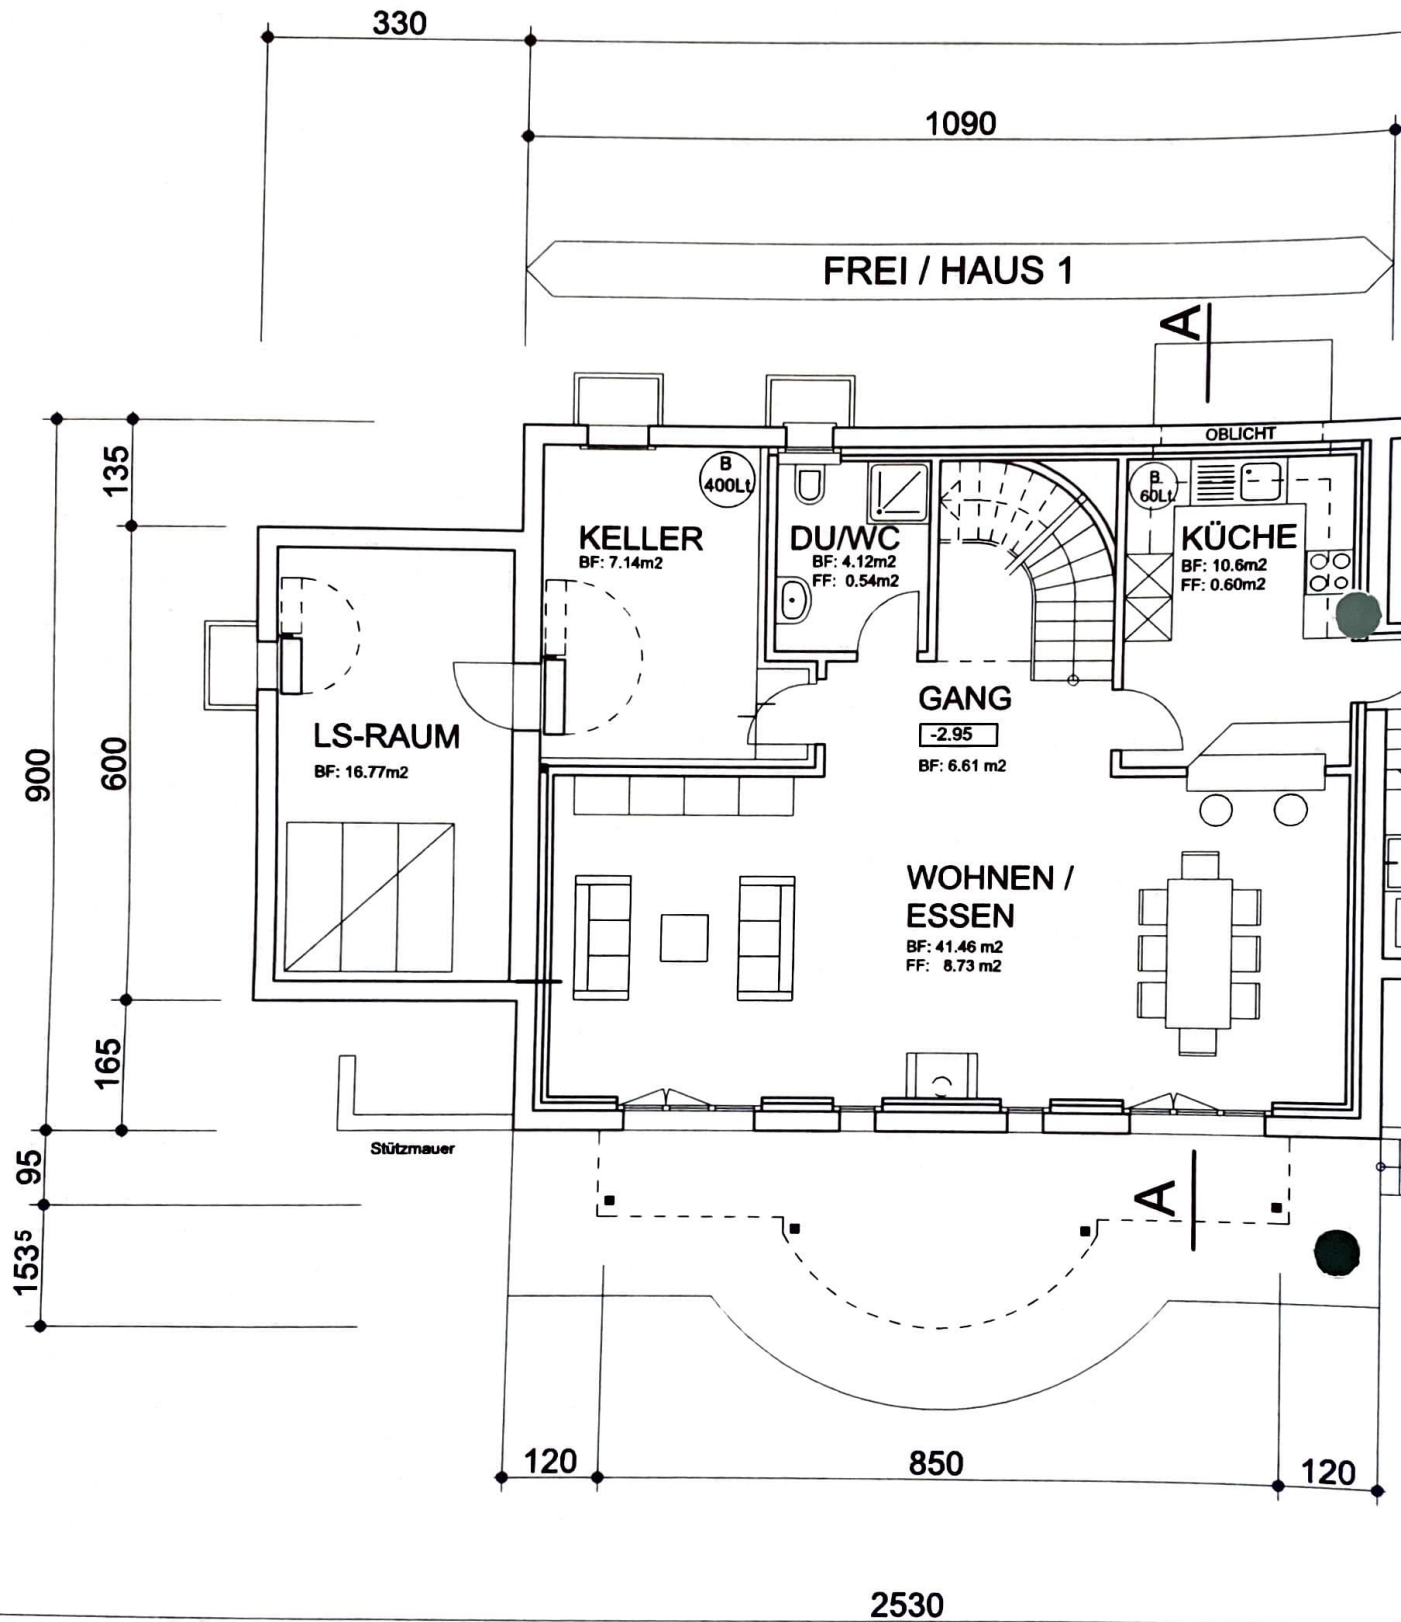 330
1090
FREI / HAUS 1
A
OBLICHT
135
B
400Lt
B
60Lt.
KELLER
BF: 7.14m2
DU/WC
BF: 4.12m2
FF: 0.54m2
KÜCHE
BF: 10.6m2
FF: 0.60m2
GANG
-2.95
BF: 6.61 m2
LS-RAUM
BF: 16.77m2
900
600
WOHNEN /
ESSEN
BF: 41.46 m2
FF: 8.73 m2
165
Stützmauer
95
A
153⁵
120
850
120
2530